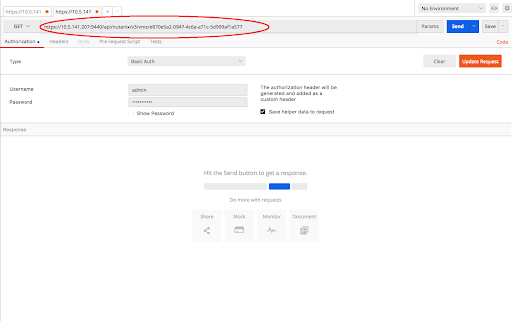 https://10.5.141
https://10.5.141
+
No Environment
GET
https://10.5.141.207:9440/api/nutanix/v3/vms/e870e5a2-0947-4c6a-a71c-5d999af1a577
Params
Send
Save
Authorization
Headers
Body
Pre-request Script
Tests
Code
Type
Basic Auth
Clear
Update Request
Username
admin
The authorization header will be
generated and added as a
custom header
Password
Show Password
Save helper data to request
Response
Hit the Send button to get a response.
Do more with requests
Share
Mock
Monitor
Document